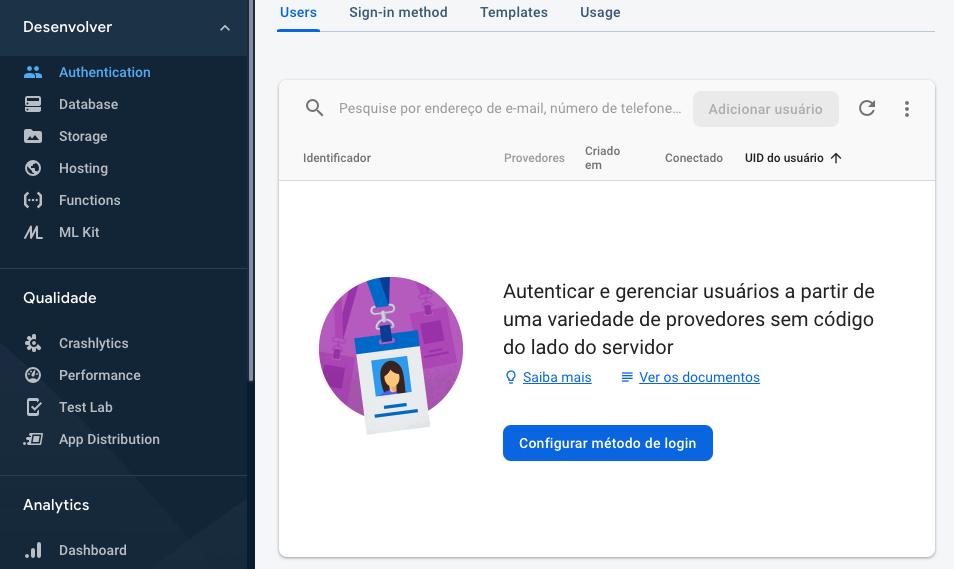 Desenvolver
Authentication
Database
Storage
Hosting
Functions
ML Kit
Qualidade
Crashlytics
Performance
Test Lab
App Distribution
Analytics
Dashboard
Users Sign-in method Templates Usage
Pesquise por endereço de e-mail, número de telefone... Adicionar usuário
Identificador Provedores Criado em Conectado UID do usuário
Autenticar e gerenciar usuários a partir de
uma variedade de provedores sem código
do lado do servidor
Saiba mais Ver os documentos
Configurar método de login